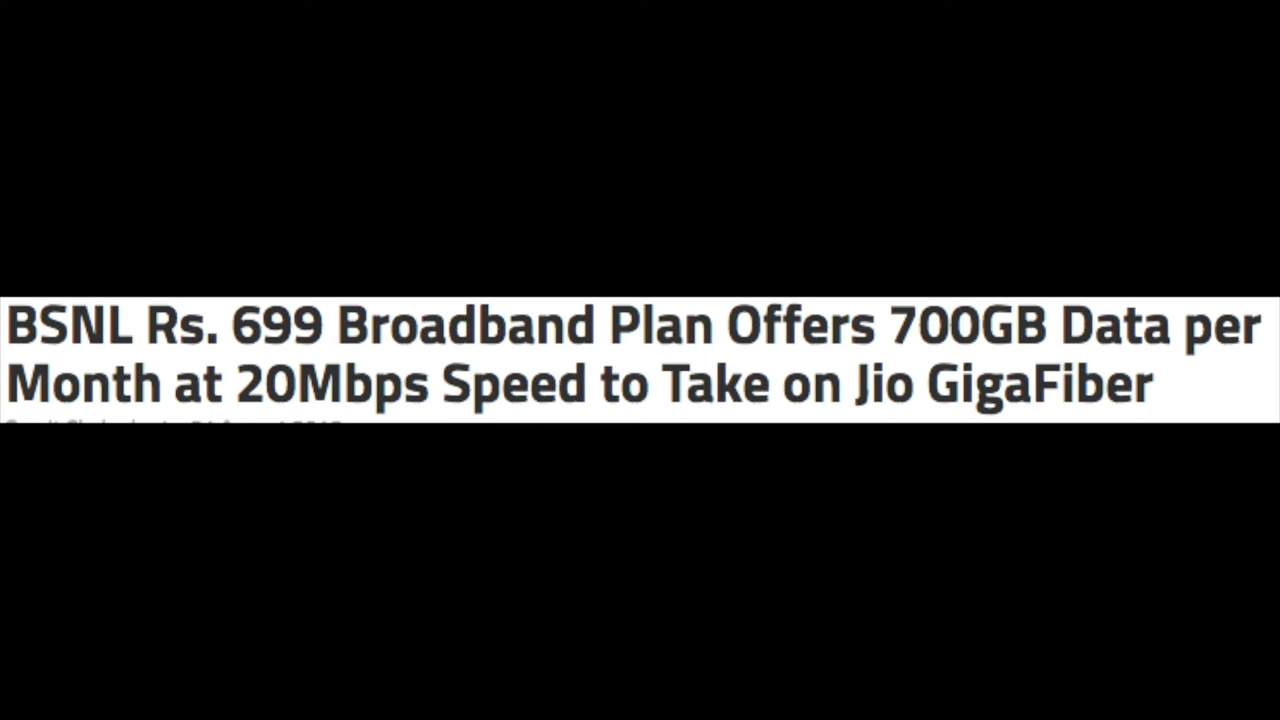 BSNL Rs. 699 Broadband Plan Offers 700GB Data per
Month at 20Mbps Speed to Take on Jio GigaFiber